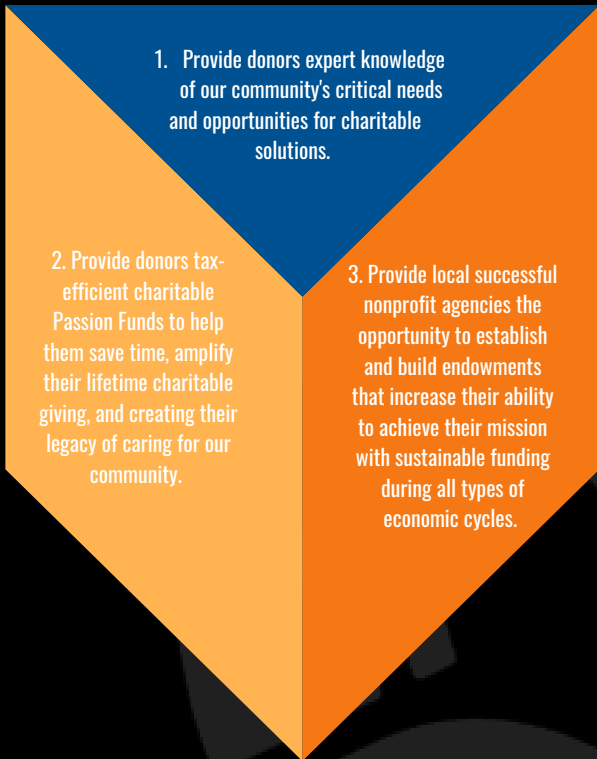 1. Provide donors expert knowledge
of our community's critical needs
and opportunities for charitable
solutions.
2. Provide donors tax-
efficient charitable
Passion Funds to help
them save time, amplify
their lifetime charitable
giving, and creating their
legacy of caring for our
community.
3. Provide local successful
nonprofit agencies the
opportunity to establish
and build endowments
that increase their ability
to achieve their mission
with sustainable funding
during all types of
economic cycles.